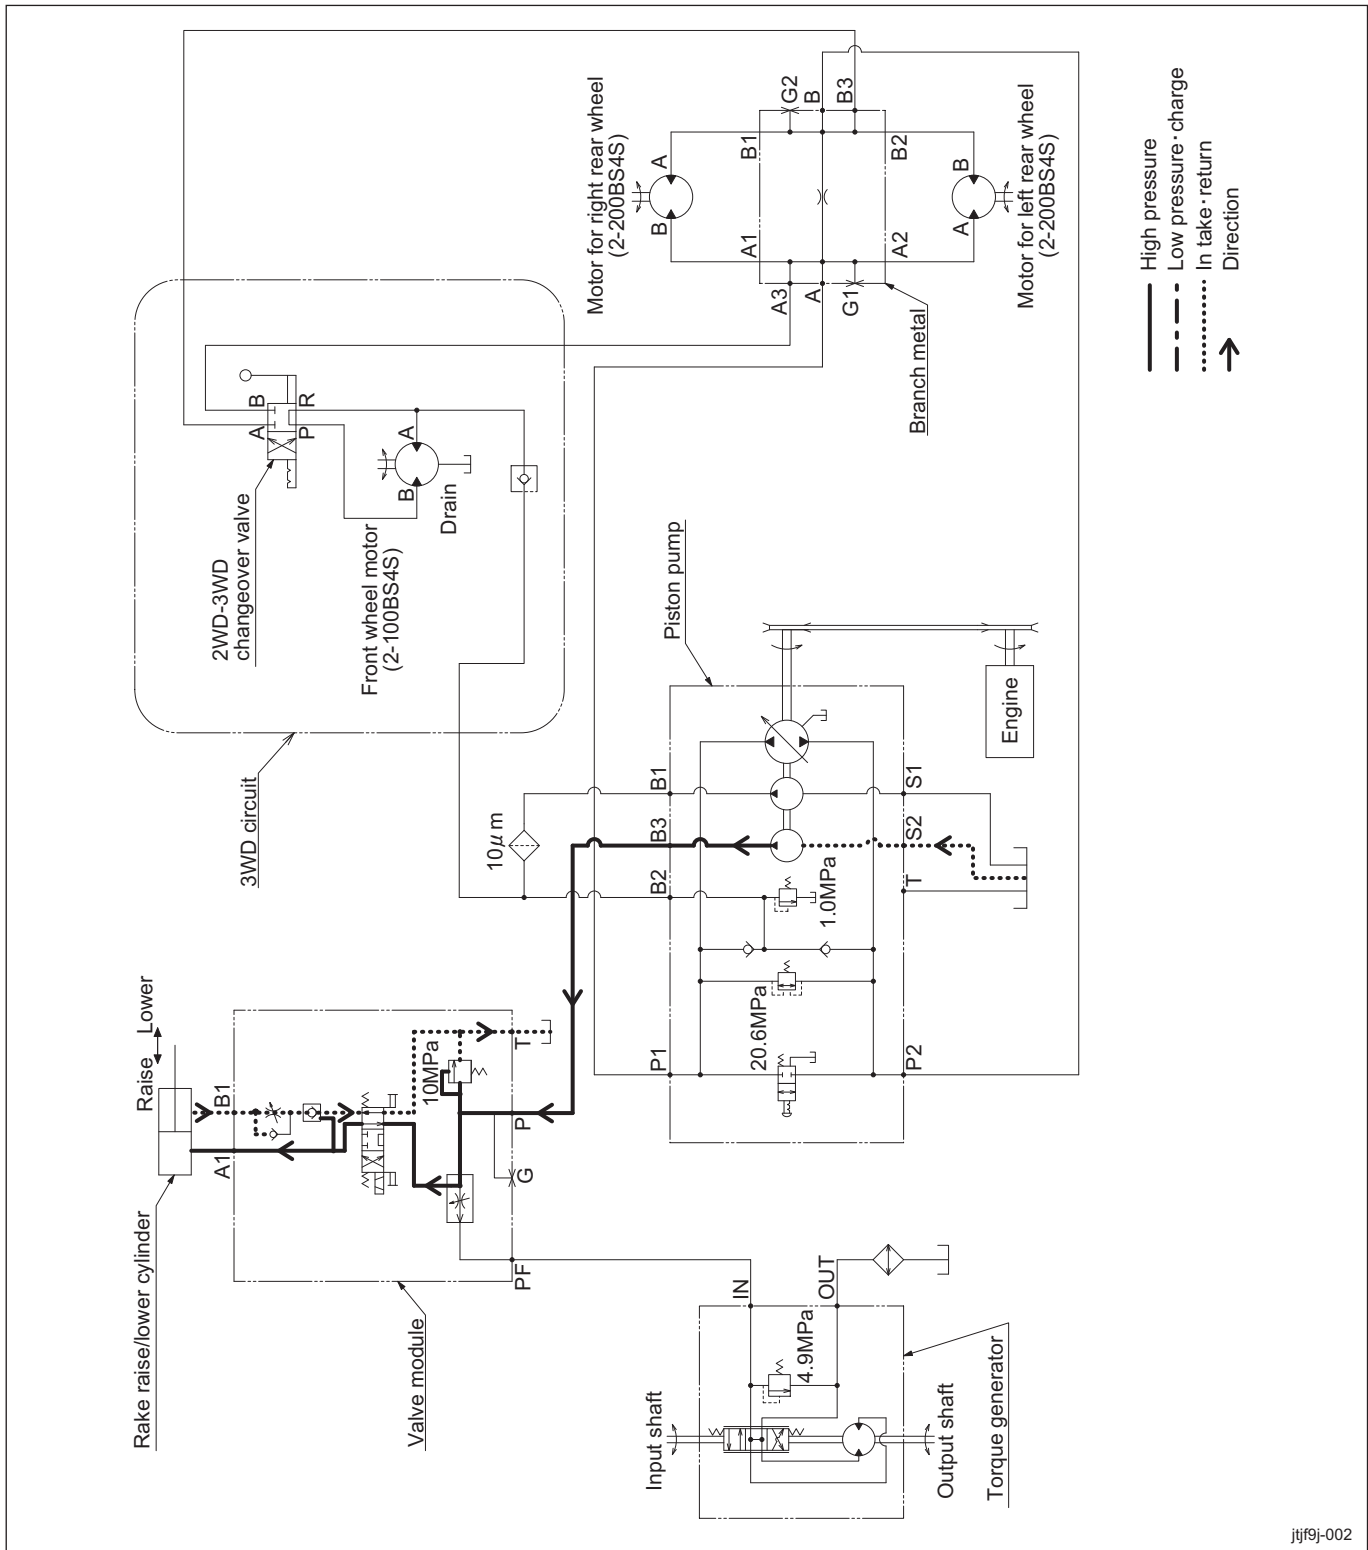 Rake raise/lower cylinder
Raise
Lower
A1
B1
Valve module
10MPa
T
P
G
PF
Input shaft
Output shaft
Torque generator
IN
OUT
4.9MPa
3WD circuit
2WD-3WD
changeover valve
A
B
P
R
Front wheel motor
(2-100BS4S)
B
A
Drain
10μm
Piston pump
B1
B3
B2
P1
S1
S2
T
P2
1.0MPa
20.6MPa
Engine
Motor for right rear wheel
(2-200BS4S)
B
A
B1
G2
B
B3
B2
A1
A3
A
G1
A2
Branch metal
Motor for left rear wheel
(2-200BS4S)
A
B
High pressure
Low pressure・charge
In take・return
Direction
jtjf9j-002